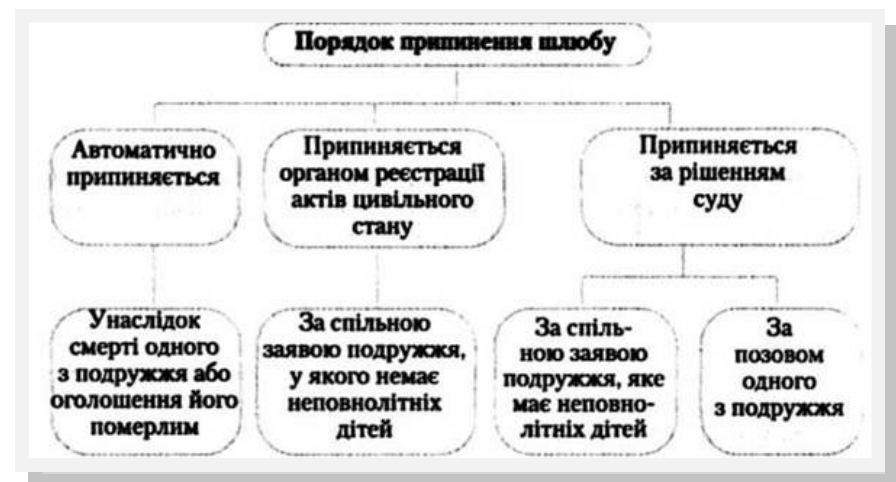 Порядок припинення шлюбу
Автоматично
припиняється
Припиняється
органом реєстрації
актів цивільного
стану
Припиняється
за рішенням
суду
Унаслідок
смерті одного
з подружжя або
оголошення його
померлим
За спільною
заявою подружжя,
у якого немає
неповнолітніх
дітей
За спіль-
ною заявою
подружжя, яке
має неповно-
літніх дітей
За
позовом
одного
з подружжя